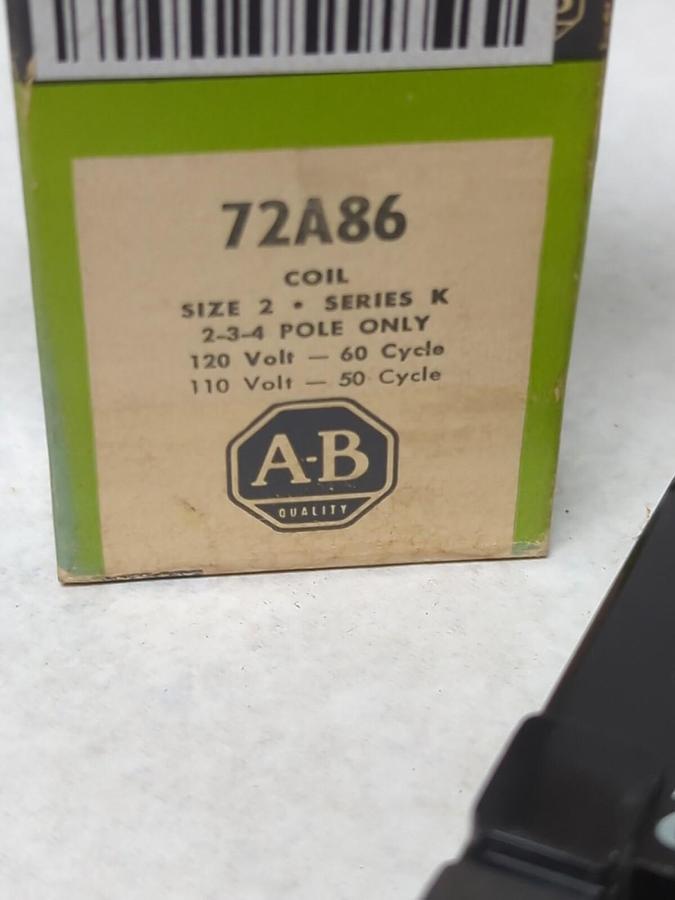 72A86
COIL
SIZE 2 • SERIES K
2-3-4 POLE ONLY
120 Volt — 60 Cycle
110 Volt — 50 Cycle
A-B
QUALITY